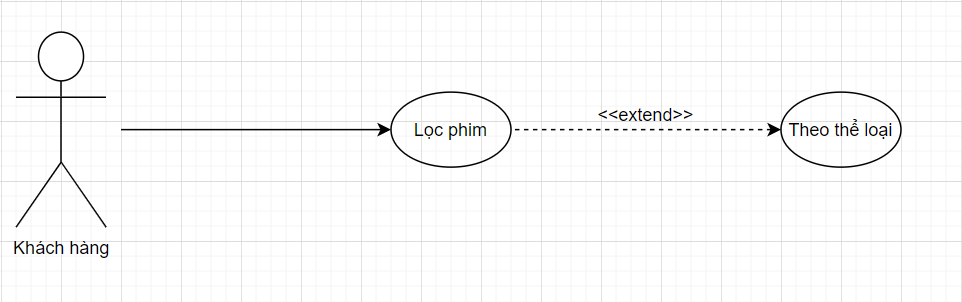 <<extend>>
Lọc phim
Theo thể loại
Khách hàng